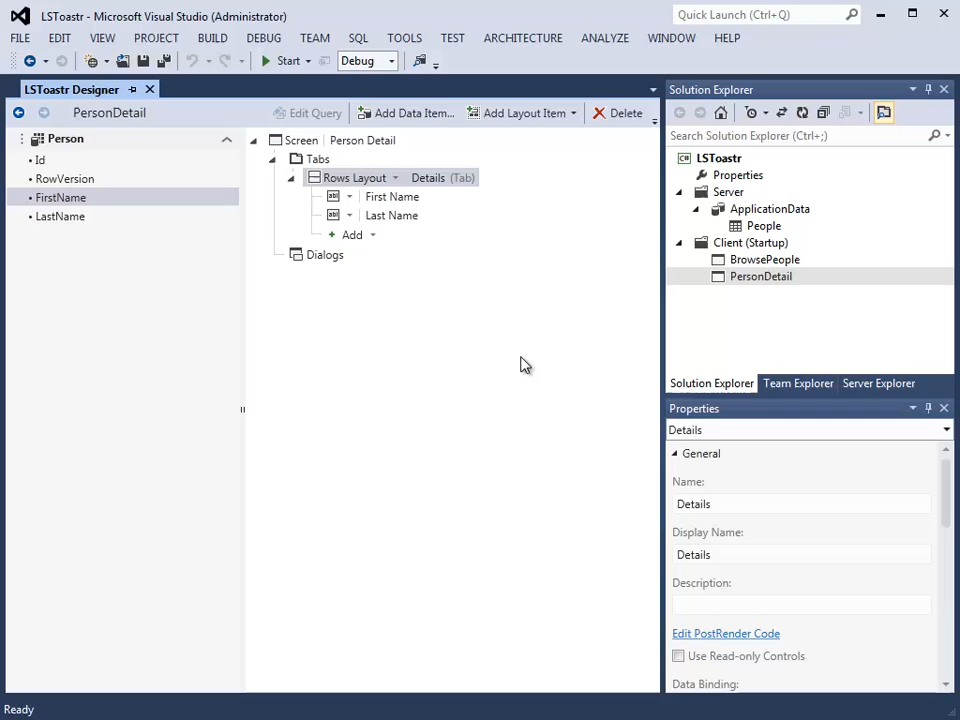 LSToastr - Microsoft Visual Studio (Administrator)
Quick Launch (Ctrl+Q)
FILE EDIT VIEW PROJECT BUILD DEBUG TEAM SQL TOOLS TEST ARCHITECTURE ANALYZE WINDOW HELP
Start Debug
LSToastr Designer
PersonDetail
Edit Query Add Data Item... Add Layout Item Delete
Person
Id
RowVersion
FirstName
LastName
Screen Person Detail
Tabs
Rows Layout Details (Tab)
First Name
Last Name
Add
Dialogs
Solution Explorer
Search Solution Explorer (Ctrl+;)
LSToastr
Properties
Server
ApplicationData
People
Client (Startup)
BrowsePeople
PersonDetail
Solution Explorer Team Explorer Server Explorer
Properties
Details
General
Name:
Details
Display Name:
Details
Description:
Edit PostRender Code
Use Read-only Controls
Data Binding:
Ready